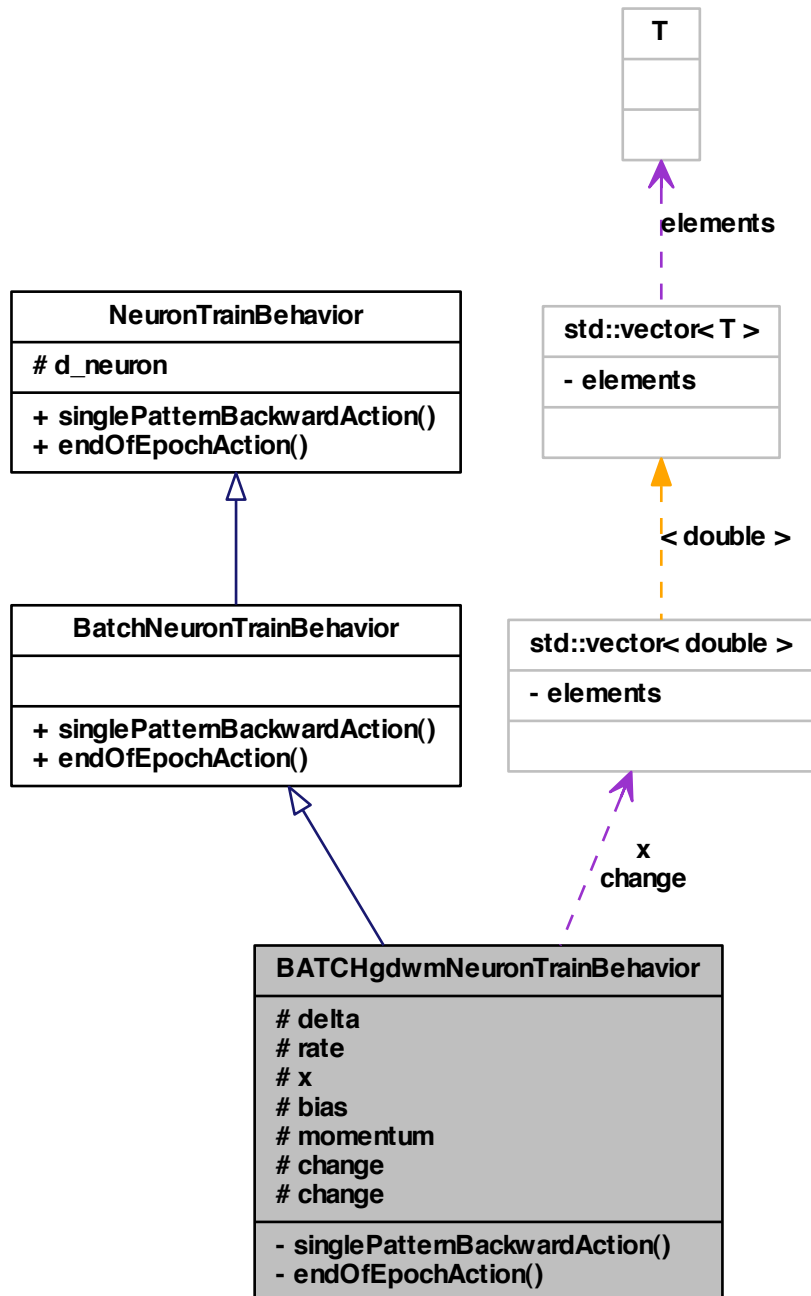 T
elements
NeuronTrainBehavior
# d_neuron
+ singlePatternBackwardAction()
+ endOfEpochAction()
std::vector< T >
- elements
< double >
BatchNeuronTrainBehavior
+ singlePatternBackwardAction()
+ endOfEpochAction()
std::vector< double >
- elements
x
change
BATCHgdwmNeuronTrainBehavior
# delta
# rate
# x
# bias
# momentum
# change
# change
- singlePatternBackwardAction()
- endOfEpochAction()